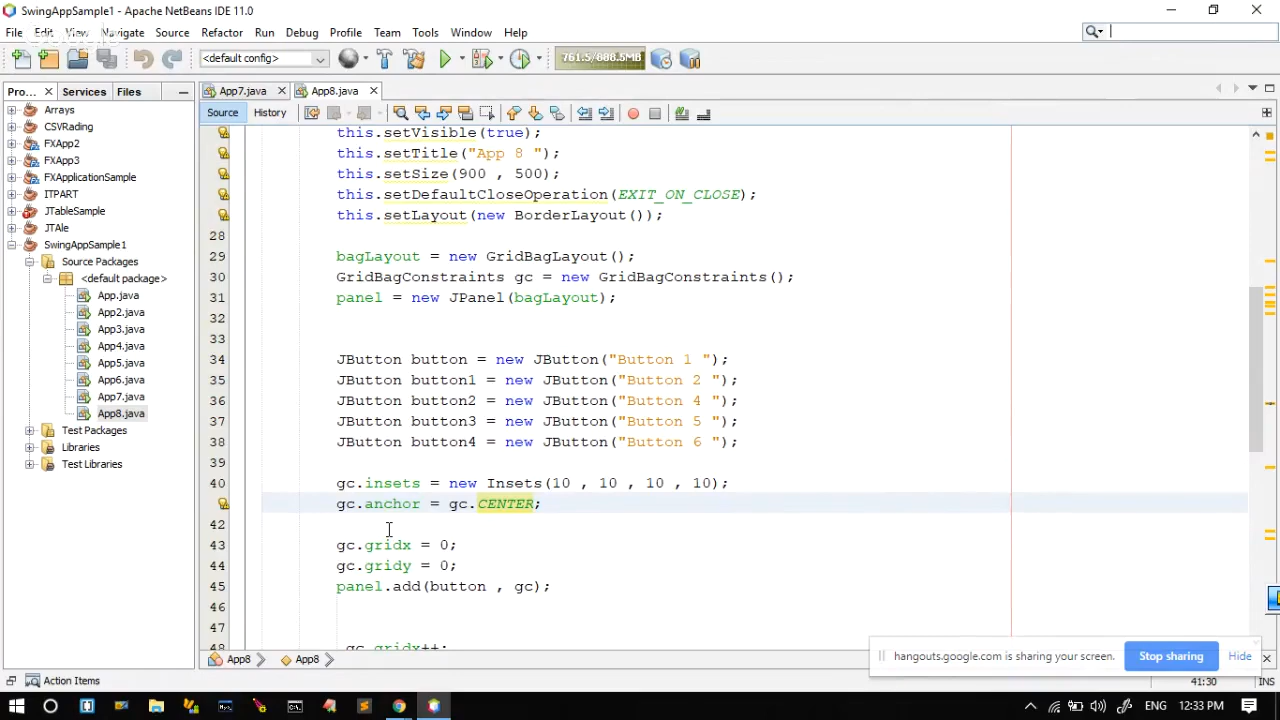 SwingAppSample1 - Apache NetBeans IDE 11.0
File Edit View Navigate Source Refactor Run Debug Profile Team Tools Window Help
<default config>
761.5/888.5MB
Pro... Services Files
App7.java App8.java
Source History
Arrays
CSVRading
FXApp2
FXApp3
FXApplicationSample
ITPART
JTableSample
JTAle
SwingAppSample1
Source Packages
<default package>
App.java
App2.java
App3.java
App4.java
App5.java
App6.java
App7.java
App8.java
Test Packages
Libraries
Test Libraries
this.setVisible(true);
this.setTitle("App 8 ");
this.setSize(900 , 500);
this.setDefaultCloseOperation(EXIT_ON_CLOSE);
this.setLayout(new BorderLayout());
28
29 bagLayout = new GridBagLayout();
30 GridBagConstraints gc = new GridBagConstraints();
31 panel = new JPanel(bagLayout);
32
33
34 JButton button = new JButton("Button 1 ");
35 JButton button1 = new JButton("Button 2 ");
36 JButton button2 = new JButton("Button 4 ");
37 JButton button3 = new JButton("Button 5 ");
38 JButton button4 = new JButton("Button 6 ");
39
40 gc.insets = new Insets(10 , 10 , 10 , 10);
gc.anchor = gc.CENTER;
42
43 gc.gridx = 0;
44 gc.gridy = 0;
45 panel.add(button , gc);
46
47
48 gc.gridx++;
App8 App8
hangouts.google.com is sharing your screen. Stop sharing Hide
Action Items
41:30 INS
12:33 PM